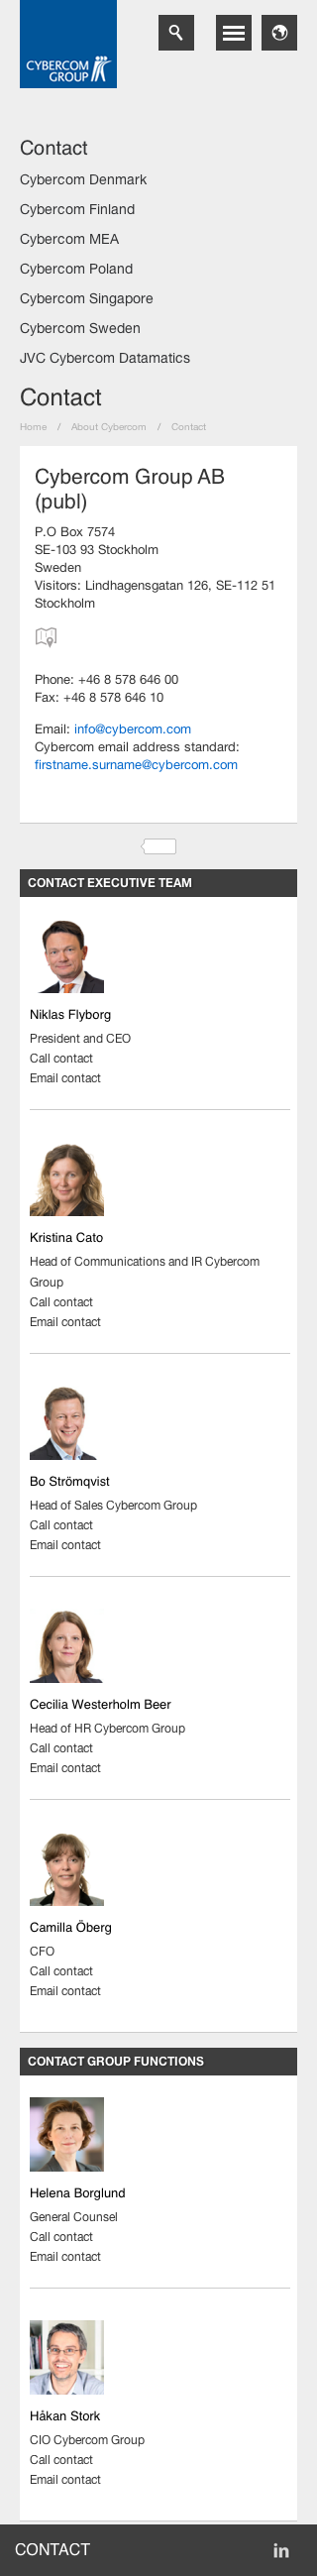 CYBERCOM
GROUP
Contact
Cybercom Denmark
Cybercom Finland
Cybercom MEA
Cybercom Poland
Cybercom Singapore
Cybercom Sweden
JVC Cybercom Datamatics
Contact
Home / About Cybercom / Contact
Cybercom Group AB
(publ)
P.O Box 7574
SE-103 93 Stockholm
Sweden
Visitors: Lindhagensgatan 126, SE-112 51
Stockholm
Phone: +46 8 578 646 00
Fax: +46 8 578 646 10
Email: info@cybercom.com
Cybercom email address standard:
firstname.surname@cybercom.com
CONTACT EXECUTIVE TEAM
Niklas Flyborg
President and CEO
Call contact
Email contact
Kristina Cato
Head of Communications and IR Cybercom
Group
Call contact
Email contact
Bo Strömqvist
Head of Sales Cybercom Group
Call contact
Email contact
Cecilia Westerholm Beer
Head of HR Cybercom Group
Call contact
Email contact
Camilla Öberg
CFO
Call contact
Email contact
CONTACT GROUP FUNCTIONS
Helena Borglund
General Counsel
Call contact
Email contact
Håkan Stork
CIO Cybercom Group
Call contact
Email contact
CONTACT in